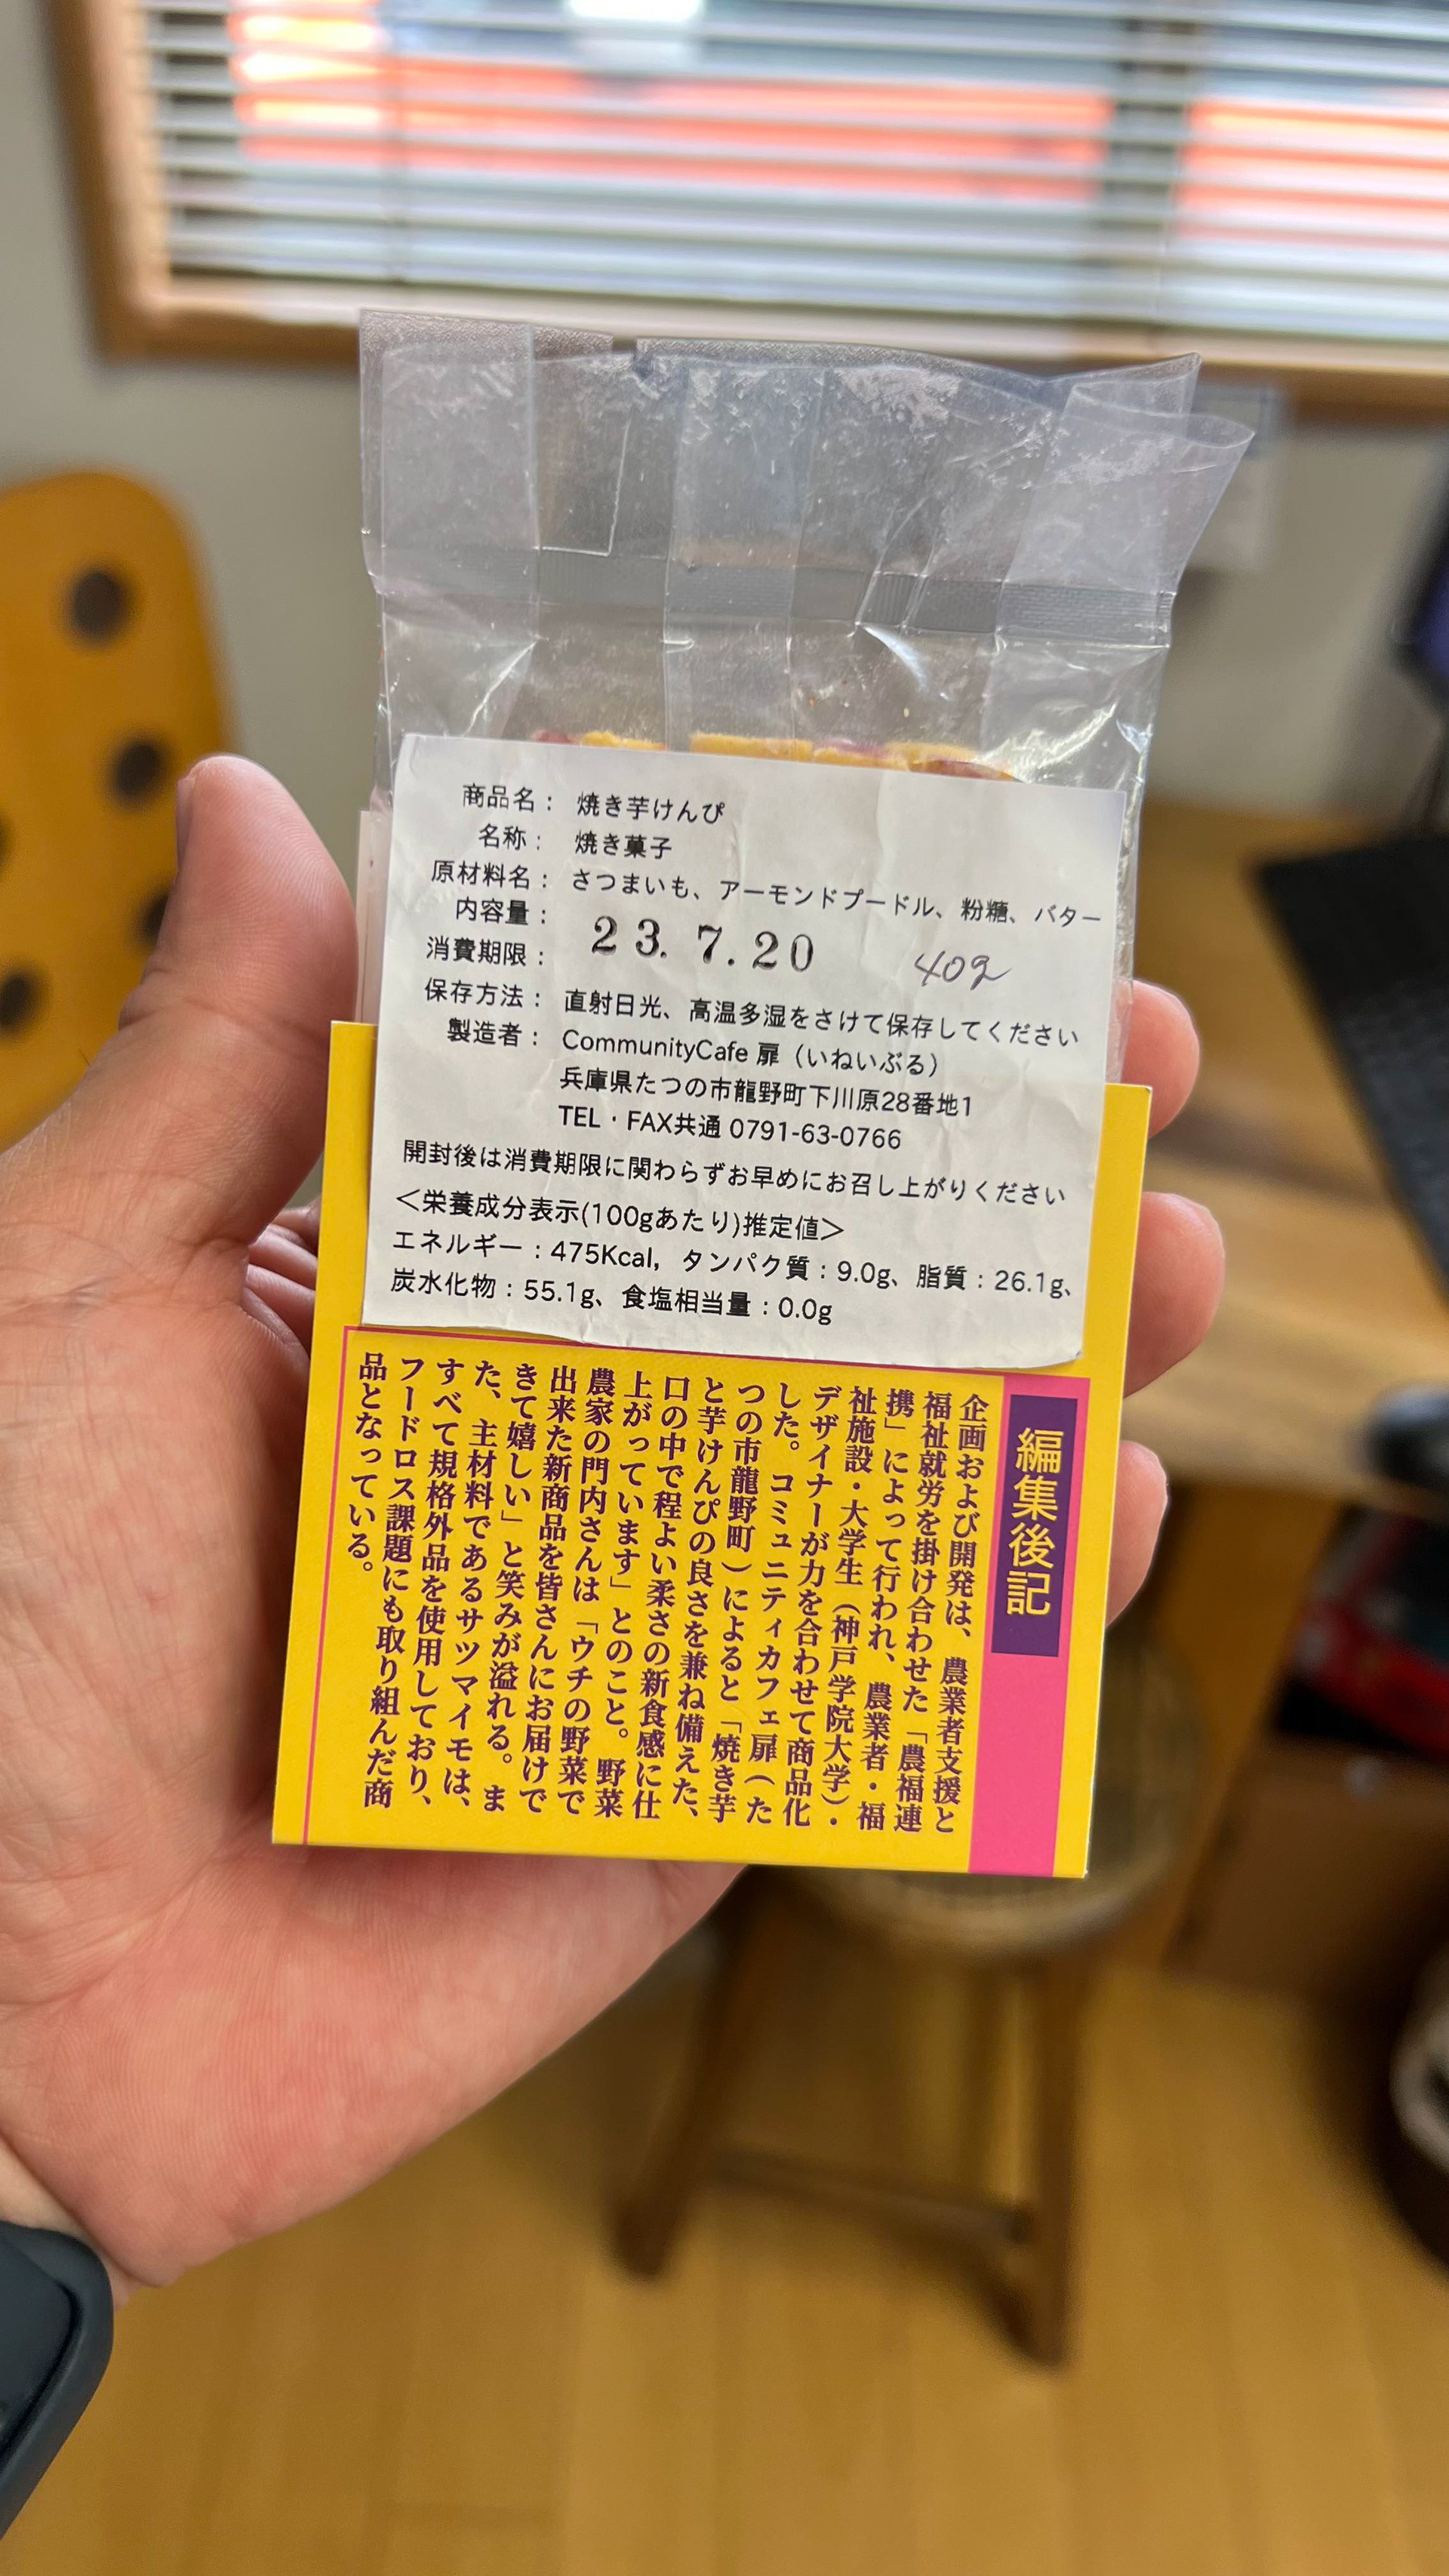 商品名： 焼き芋けんぴ
名称： 焼き菓子
原材料名： さつまいも、アーモンドプードル、粉糖、バター
内容量： 40g
消費期限： 23. 7.20
保存方法： 直射日光、高温多湿をさけて保存してください
製造者： CommunityCafe 扉（いねいぶる）
兵庫県たつの市龍野町下川原28番地1
TEL・FAX共通 0791-63-0766
開封後は消費期限に関わらずお早めにお召し上がりください
＜栄養成分表示(100gあたり)推定値＞
エネルギー：475Kcal，タンパク質：9.0g、脂質：26.1g、
炭水化物：55.1g、食塩相当量：0.0g
編集後記
企画および開発は、農業者支援と
福祉就労を掛け合わせた「農福連
携」によって行われ、農業者・福
祉施設・大学生（神戸学院大学）・
デザイナーが力を合わせて商品化
した。コミュニティカフェ扉（た
つの市龍野町）によると「焼き芋
と芋けんぴの良さを兼ね備えた、
口の中で程よい柔さの新食感に仕
上がっています」とのこと。野菜
農家の門内さんは「ウチの野菜で
出来た新商品を皆さんにお届けで
きて嬉しい」と笑みが溢れる。ま
た、主材料であるサツマイモは、
すべて規格外品を使用しており、
フードロス課題にも取り組んだ商
品となっている。